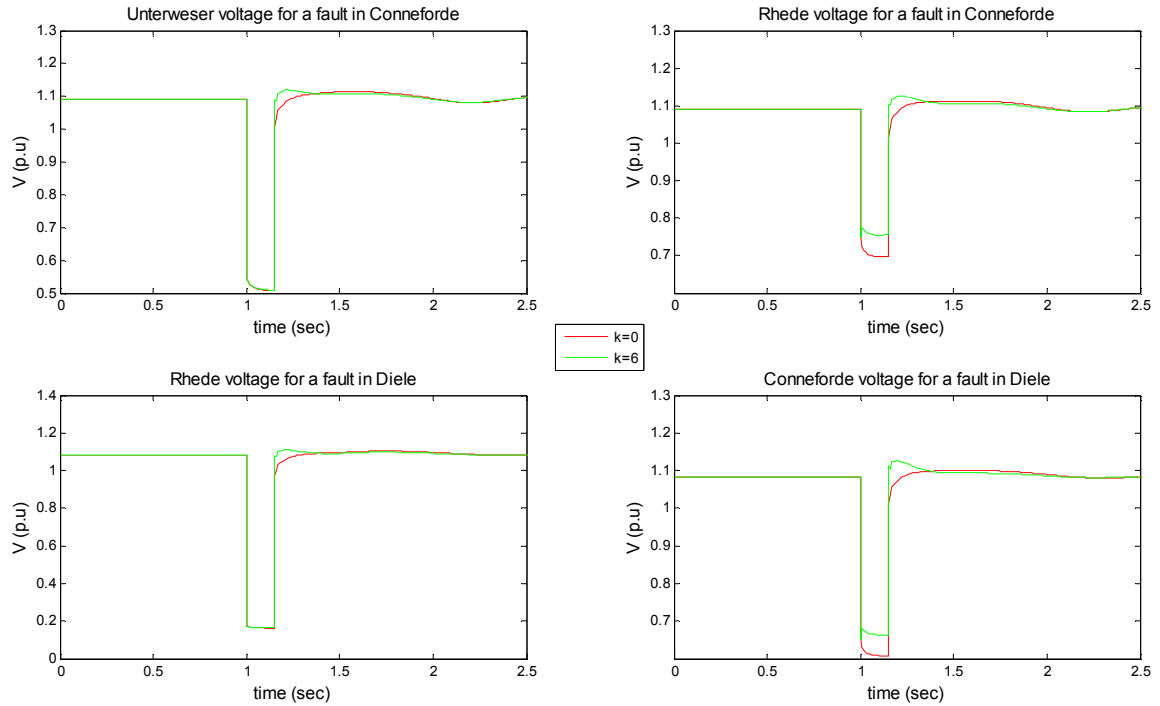 Unterweser voltage for a fault in Conneforde
1.3
1.2
1.1
1
0.9
0.8
0.7
0.6
0.5
V (p.u)
0 0.5 1 1.5 2 2.5
time (sec)
Rhede voltage for a fault in Conneforde
1.3
1.2
1.1
1
0.9
0.8
0.7
V (p.u)
0 0.5 1 1.5 2 2.5
time (sec)
k=0
k=6
Rhede voltage for a fault in Diele
1.4
1.2
1
0.8
0.6
0.4
0.2
0
V (p.u)
0 0.5 1 1.5 2 2.5
time (sec)
Conneforde voltage for a fault in Diele
1.3
1.2
1.1
1
0.9
0.8
0.7
V (p.u)
0 0.5 1 1.5 2 2.5
time (sec)